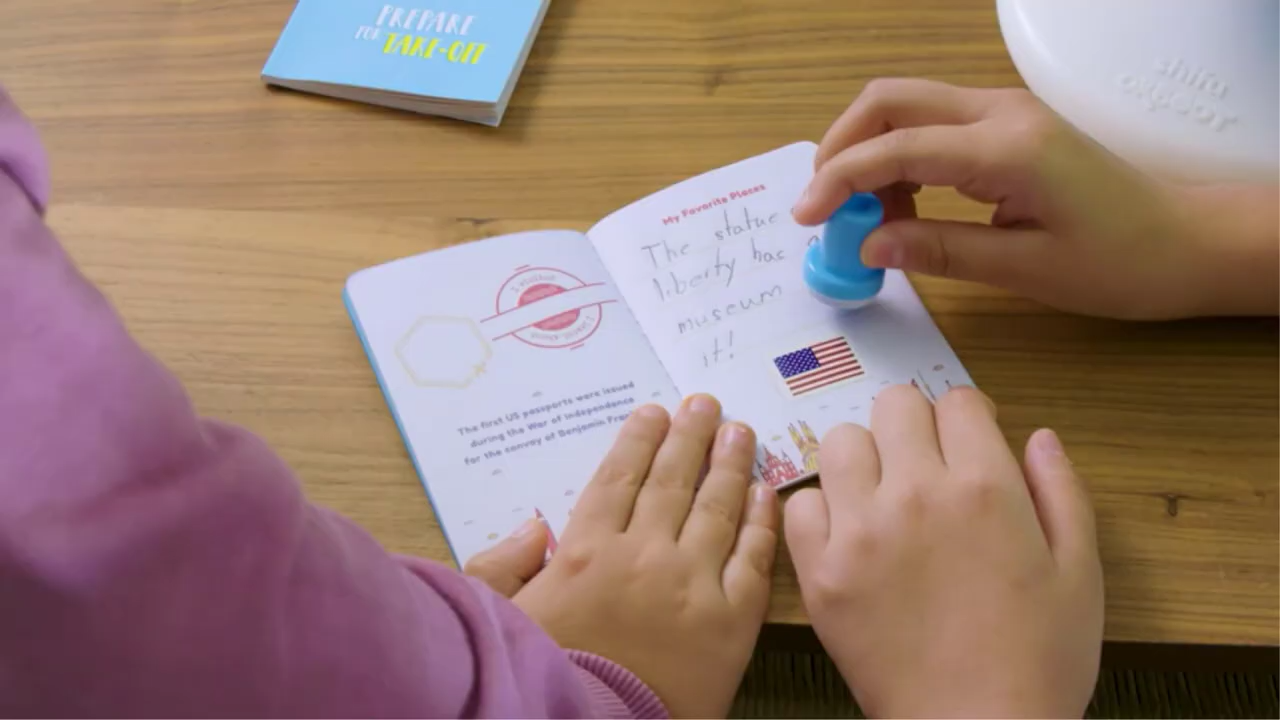 PREPARE
FOR TAKE-OFF
shifu
My Favorite Places
The statue
liberty has
museum
it!
The first US passports were issued
during the War of Independence
for the convoy of Benjamin